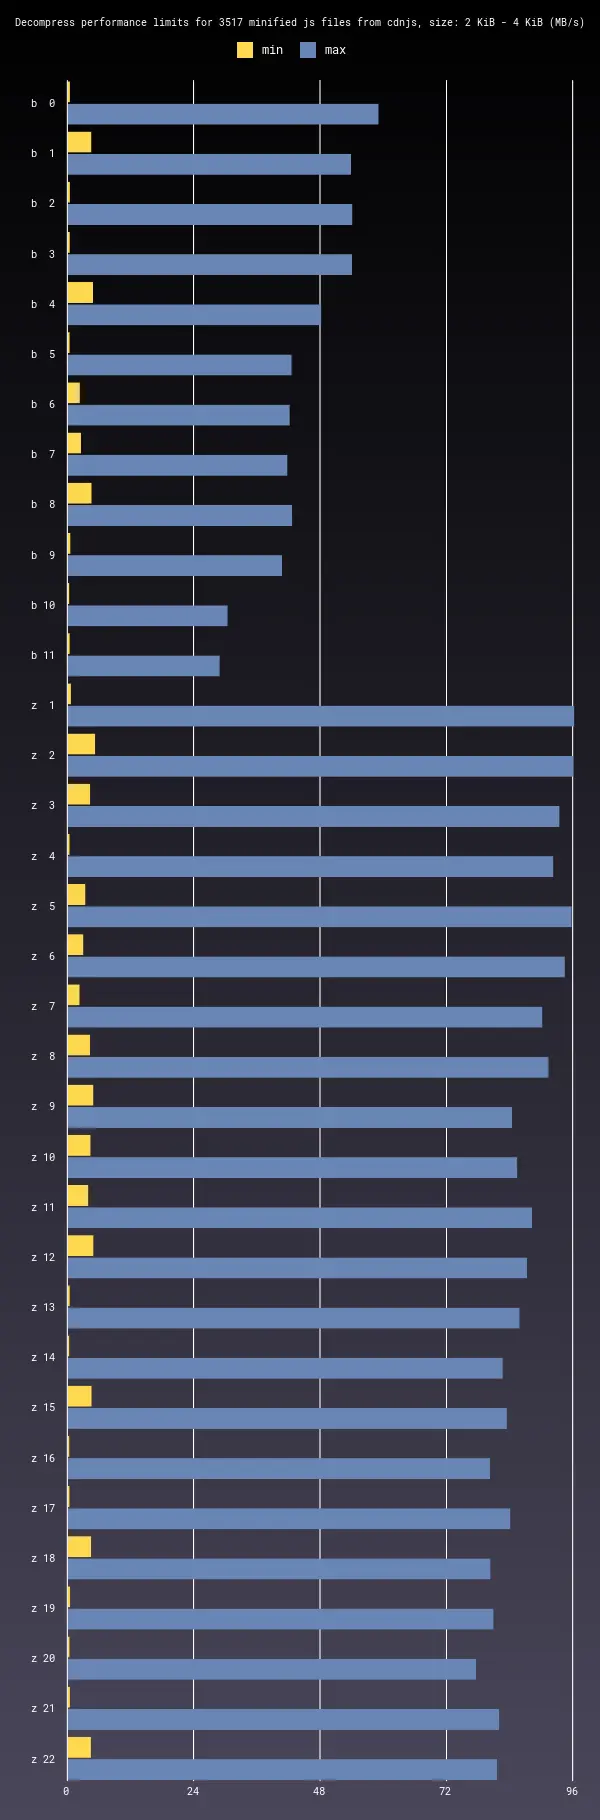 Decompress performance limits for 3517 minified js files from cdnjs, size: 2 KiB - 4 KiB (MB/s)
min max
b 0
b 1
b 2
b 3
b 4
b 5
b 6
b 7
b 8
b 9
b 10
b 11
z 1
z 2
z 3
z 4
z 5
z 6
z 7
z 8
z 9
z 10
z 11
z 12
z 13
z 14
z 15
z 16
z 17
z 18
z 19
z 20
z 21
z 22
0 24 48 72 96